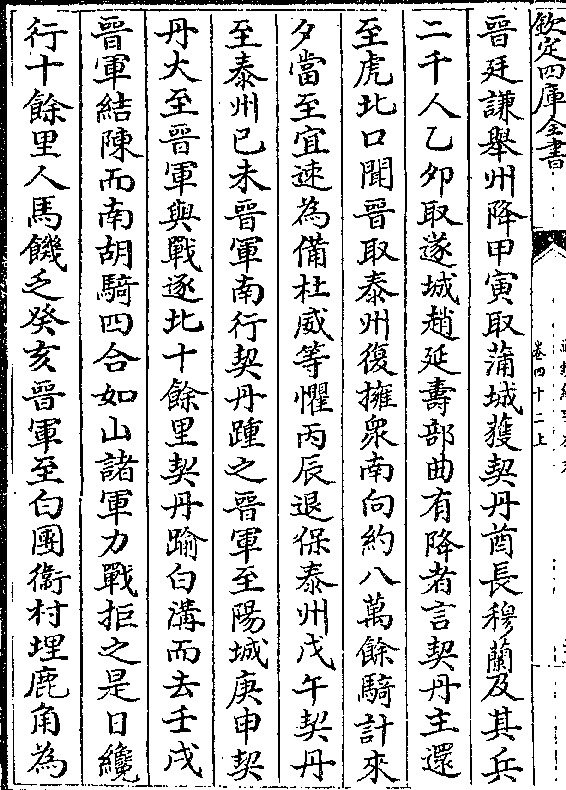 欽定四庫全書
卷四十二上
晉廷謙舉州降甲寅取蒲城獲契丹酋長穆蘭及其兵
二千人乙夘取遂城趙延壽部曲有降者言契丹主還
至虎北口聞晉取泰州復擁衆南向約八萬餘騎計來
夕當至宜速為備杜威等懼丙辰退保泰州戊午契丹
至泰州已未晉軍南行契丹踵之晉軍至陽城庚申契
丹大至晉軍與戰逐北十餘里契丹踰白溝而去壬戌
晉軍結陳而南胡騎四合如山諸軍力戰拒之是日纔
行十餘里人馬饑乏癸亥晉軍至白團衞村埋鹿角為